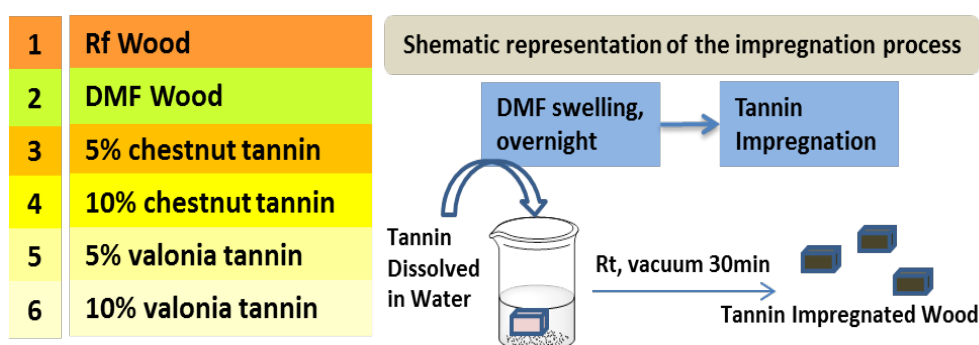 1 Rf Wood
2 DMF Wood
3 5% chestnut tannin
4 10% chestnut tannin
5 5% valonia tannin
6 10% valonia tannin
Shematic representation of the impregnation process
DMF swelling,
overnight
Tannin
Impregnation
Tannin
Dissolved
in Water
Rt, vacuum 30min
Tannin Impregnated Wood